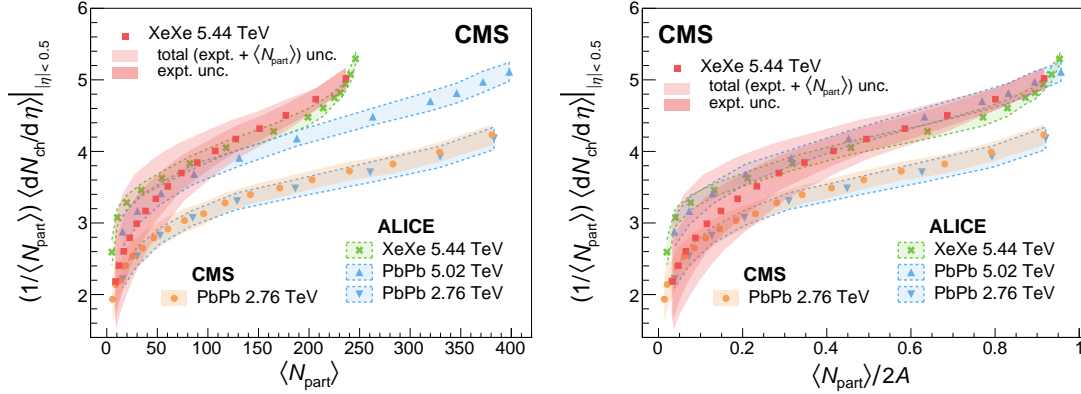 6
5
4
3
2
(1/⟨N_part⟩) ⟨dN_ch/d η⟩| |η|<0.5
XeXe 5.44 TeV
total (expt. + ⟨N_part⟩) unc.
expt. unc.
CMS
ALICE
XeXe 5.44 TeV
PbPb 5.02 TeV
PbPb 2.76 TeV
CMS
PbPb 2.76 TeV
0 50 100 150 200 250 300 350 400
⟨N_part⟩
6
5
4
3
2
(1/⟨N_part⟩) ⟨dN_ch/d η⟩| |η|<0.5
CMS
XeXe 5.44 TeV
total (expt. + ⟨N_part⟩) unc.
expt. unc.
ALICE
XeXe 5.44 TeV
PbPb 5.02 TeV
PbPb 2.76 TeV
CMS
PbPb 2.76 TeV
0 0.2 0.4 0.6 0.8 1
⟨N_part⟩/2A